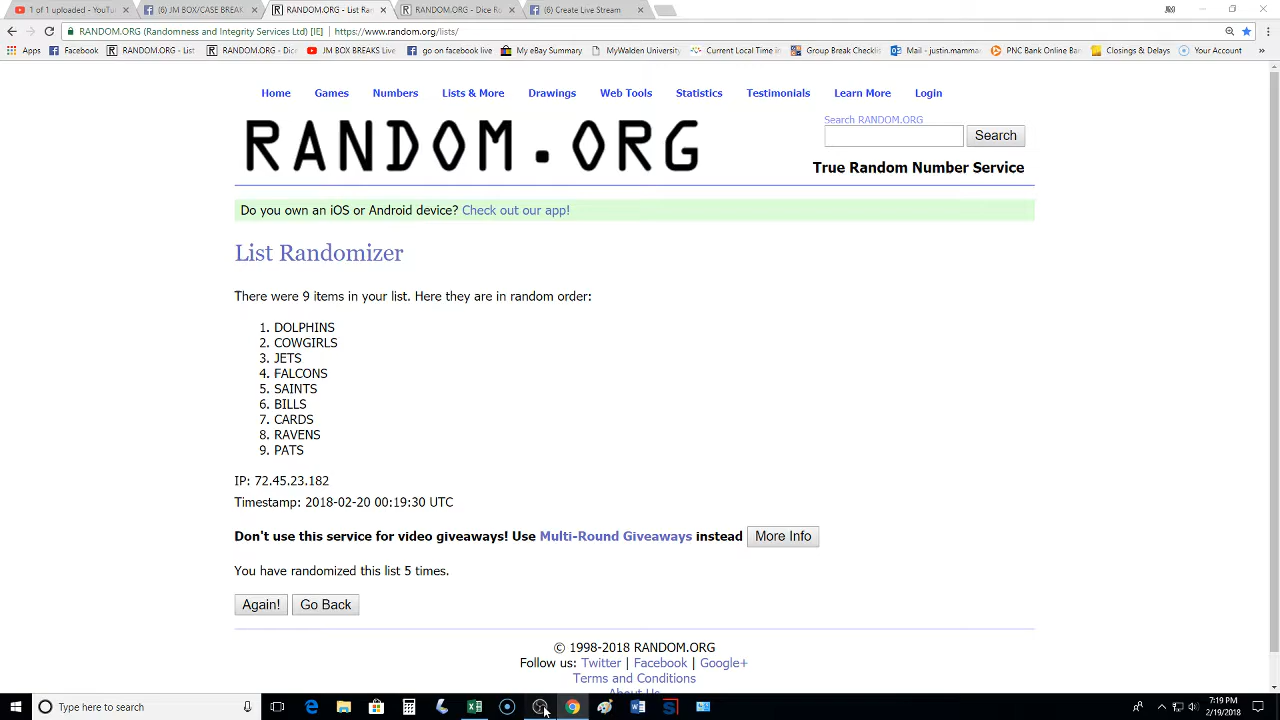 1 of 1 uploaded - YouTu
(6) JM BOX/CASE BREAK
RANDOM.ORG - List Ran
RANDOM.ORG - Dice Ro
(6) Create Live Stream
RANDOM.ORG (Randomness and Integrity Services Ltd) [IE] https://www.random.org/lists/
Apps Facebook RANDOM.ORG - List RANDOM.ORG - Dice JM BOX BREAKS Live go on facebook live My eBay Summary MyWalden University Current Local Time in Group Break Checklis Mail - justin.mamma PNC Bank Online Ban Closings & Delays My Account »
Home Games Numbers Lists & More Drawings Web Tools Statistics Testimonials Learn More Login
RANDOM.ORG
Search RANDOM.ORG
Search
True Random Number Service
Do you own an iOS or Android device? Check out our app!
List Randomizer
There were 9 items in your list. Here they are in random order:
1. DOLPHINS
2. COWGIRLS
3. JETS
4. FALCONS
5. SAINTS
6. BILLS
7. CARDS
8. RAVENS
9. PATS
IP: 72.45.23.182
Timestamp: 2018-02-20 00:19:30 UTC
Don't use this service for video giveaways! Use Multi-Round Giveaways instead More Info
You have randomized this list 5 times.
Again! Go Back
© 1998-2018 RANDOM.ORG
Follow us: Twitter | Facebook | Google+
Terms and Conditions
About Us
Type here to search
7:19 PM
2/19/2018